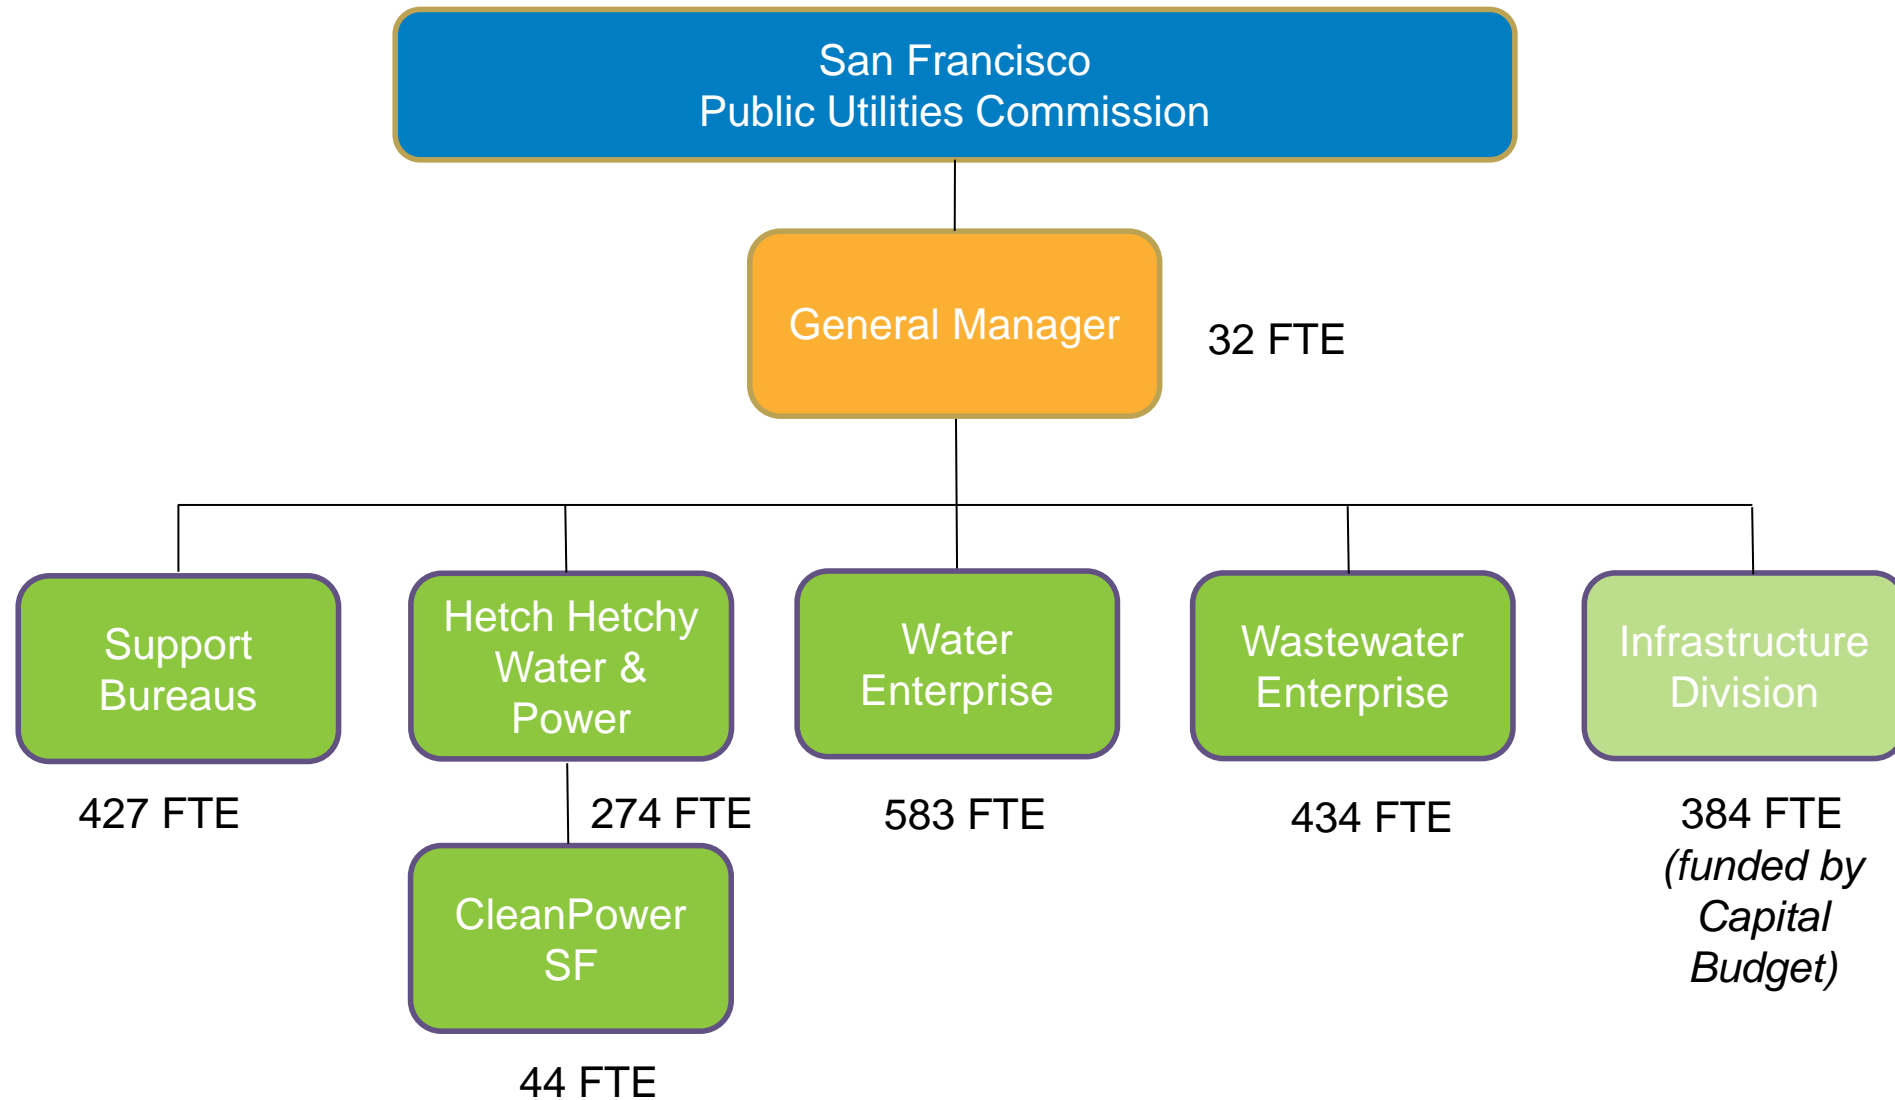 San Francisco
Public Utilities Commission
General Manager
32 FTE
Support
Bureaus
427 FTE
Hetch Hetchy
Water &
Power
274 FTE
CleanPower
SF
44 FTE
Water
Enterprise
583 FTE
Wastewater
Enterprise
434 FTE
Infrastructure
Division
384 FTE
(funded by
Capital
Budget)